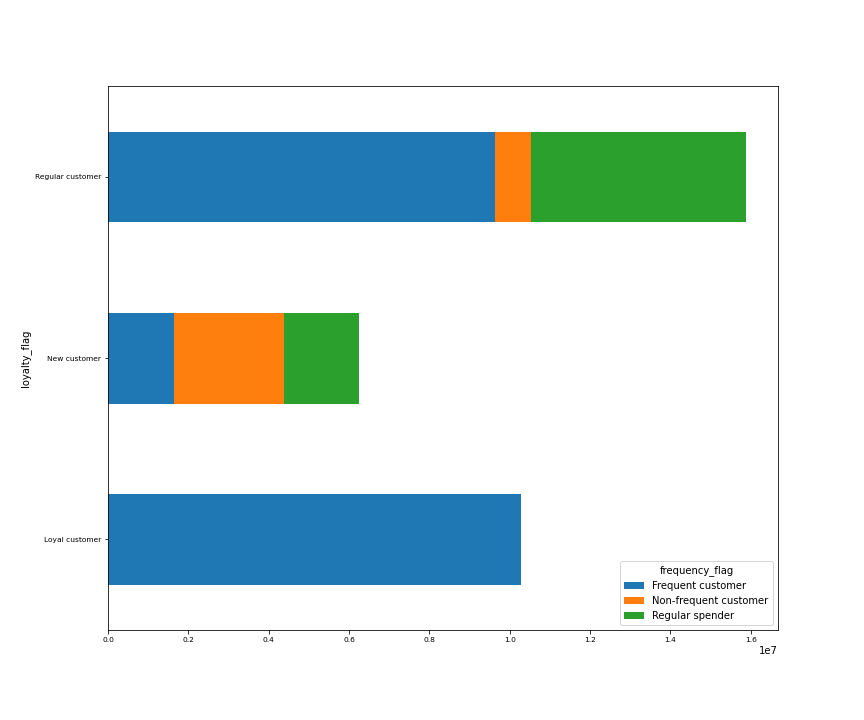 loyalty_flag
Regular customer
New customer
Loyal customer
frequency_flag
Frequent customer
Non-frequent customer
Regular spender
0.0 0.2 0.4 0.6 0.8 1.0 1.2 1.4 1.6
1e7